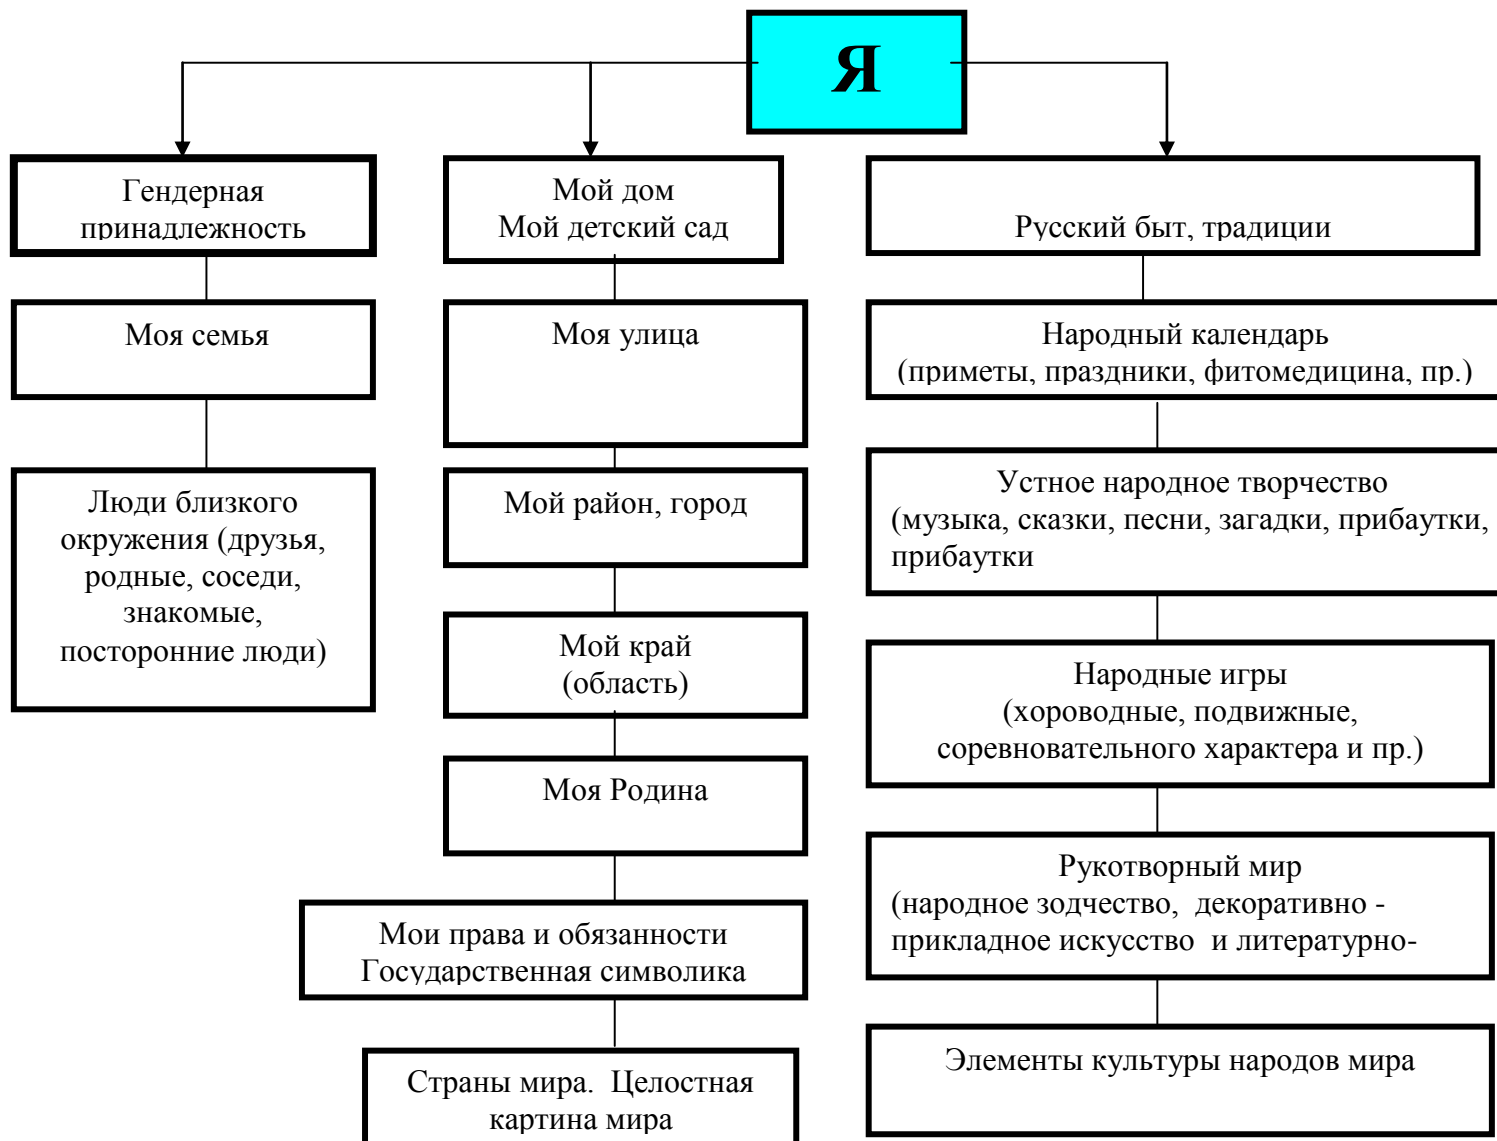 Я
Гендерная
принадлежность
Моя семья
Люди близкого
окружения (друзья,
родные, соседи,
знакомые,
посторонние люди)
Мой дом
Мой детский сад
Моя улица
Мой район, город
Мой край
(область)
Моя Родина
Мои права и обязанности
Государственная символика
Страны мира. Целостная
картина мира
Русский быт, традиции
Народный календарь
(приметы, праздники, фитомедицина, пр.)
Устное народное творчество
(музыка, сказки, песни, загадки, прибаутки,
прибаутки
Народные игры
(хороводные, подвижные,
соревновательного характера и пр.)
Рукотворный мир
(народное зодчество, декоративно -
прикладное искусство и литературно-
Элементы культуры народов мира